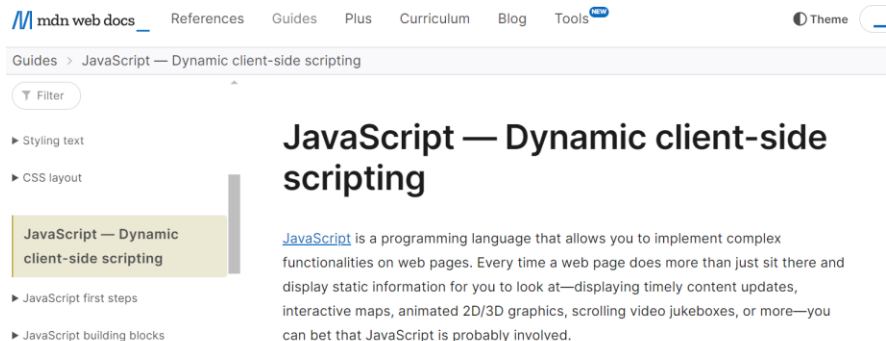 mdn web docs_ References Guides Plus Curriculum Blog Tools NEW Theme
Guides > JavaScript — Dynamic client-side scripting
Filter
Styling text
CSS layout
JavaScript — Dynamic
client-side scripting
JavaScript first steps
JavaScript building blocks
JavaScript — Dynamic client-side
scripting
JavaScript is a programming language that allows you to implement complex
functionalities on web pages. Every time a web page does more than just sit there and
display static information for you to look at—displaying timely content updates,
interactive maps, animated 2D/3D graphics, scrolling video jukeboxes, or more—you
can bet that JavaScript is probably involved.